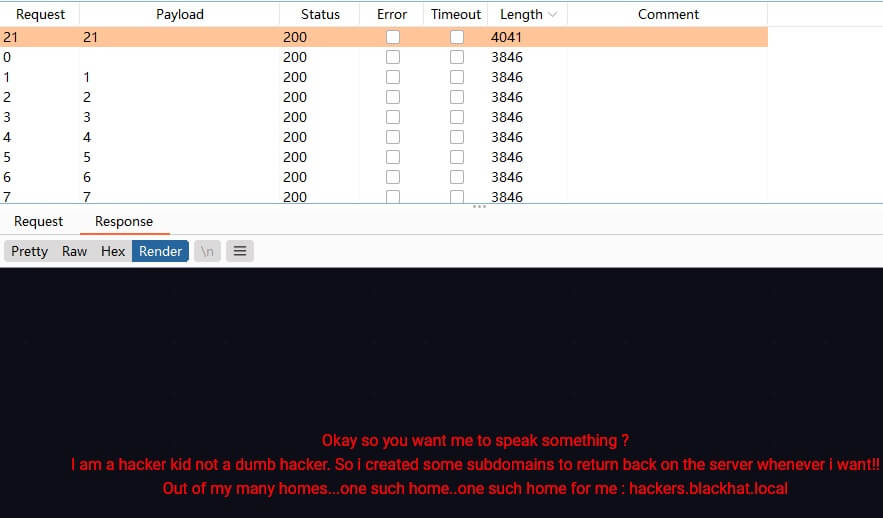 Request Payload Status Error Timeout Length Comment
21 21 200 4041
0 200 3846
1 1 200 3846
2 2 200 3846
3 3 200 3846
4 4 200 3846
5 5 200 3846
6 6 200 3846
7 7 200 3846
Request Response
Pretty Raw Hex Render \n
Okay so you want me to speak something ?
I am a hacker kid not a dumb hacker. So i created some subdomains to return back on the server whenever i want!!
Out of my many homes...one such home..one such home for me : hackers.blackhat.local